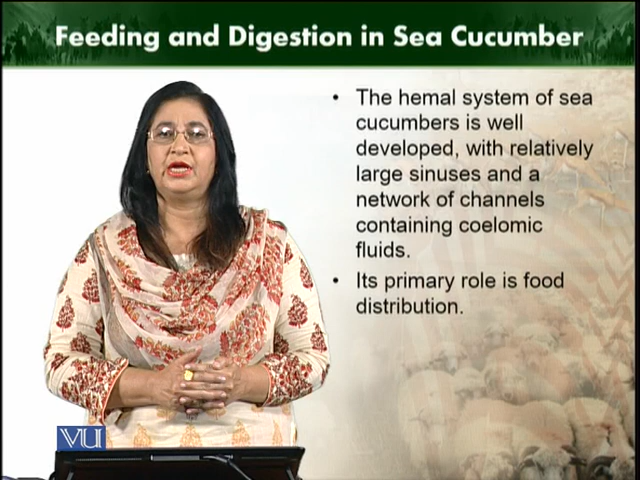 Feeding and Digestion in Sea Cucumber
• The hemal system of sea
cucumbers is well
developed, with relatively
large sinuses and a
network of channels
containing coelomic
fluids.
• Its primary role is food
distribution.
VU